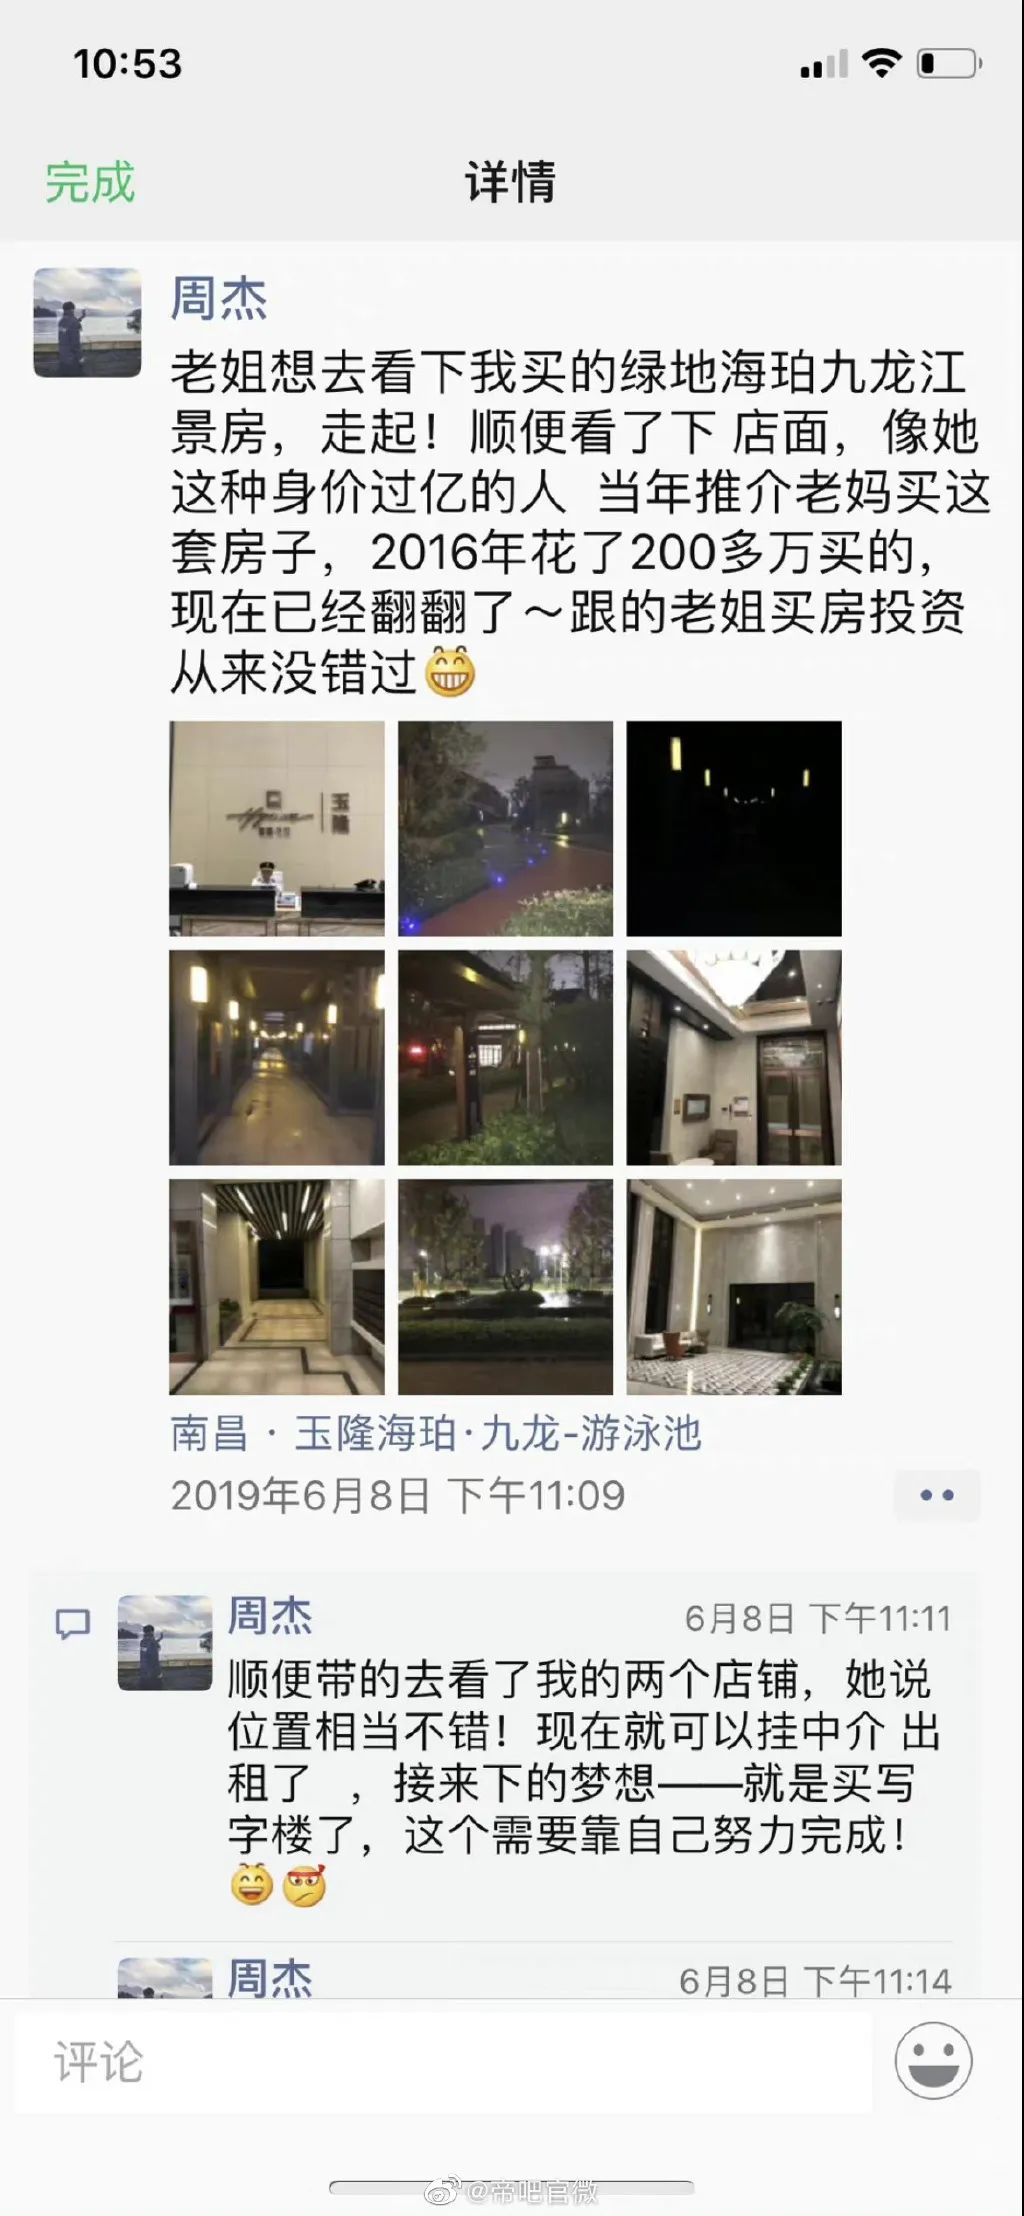 10:53
完成
详情
周杰
老姐想去看下我买的绿地海珀九龙江
景房，走起！顺便看了下 店面，像她
这种身价过亿的人  当年推介老妈买这
套房子，2016年花了200多万买的，
现在已经翻翻了～跟的老姐买房投资
从来没错过
玉隆
南昌 · 玉隆海珀·九龙-游泳池
2019年6月8日 下午11:09
周杰
6月8日 下午11:11
顺便带的去看了我的两个店铺，她说
位置相当不错！现在就可以挂中介 出
租了   ，接来下的梦想——就是买写
字楼了，这个需要靠自己努力完成！
周杰
6月8日 下午11:14
评论
@帝吧官微